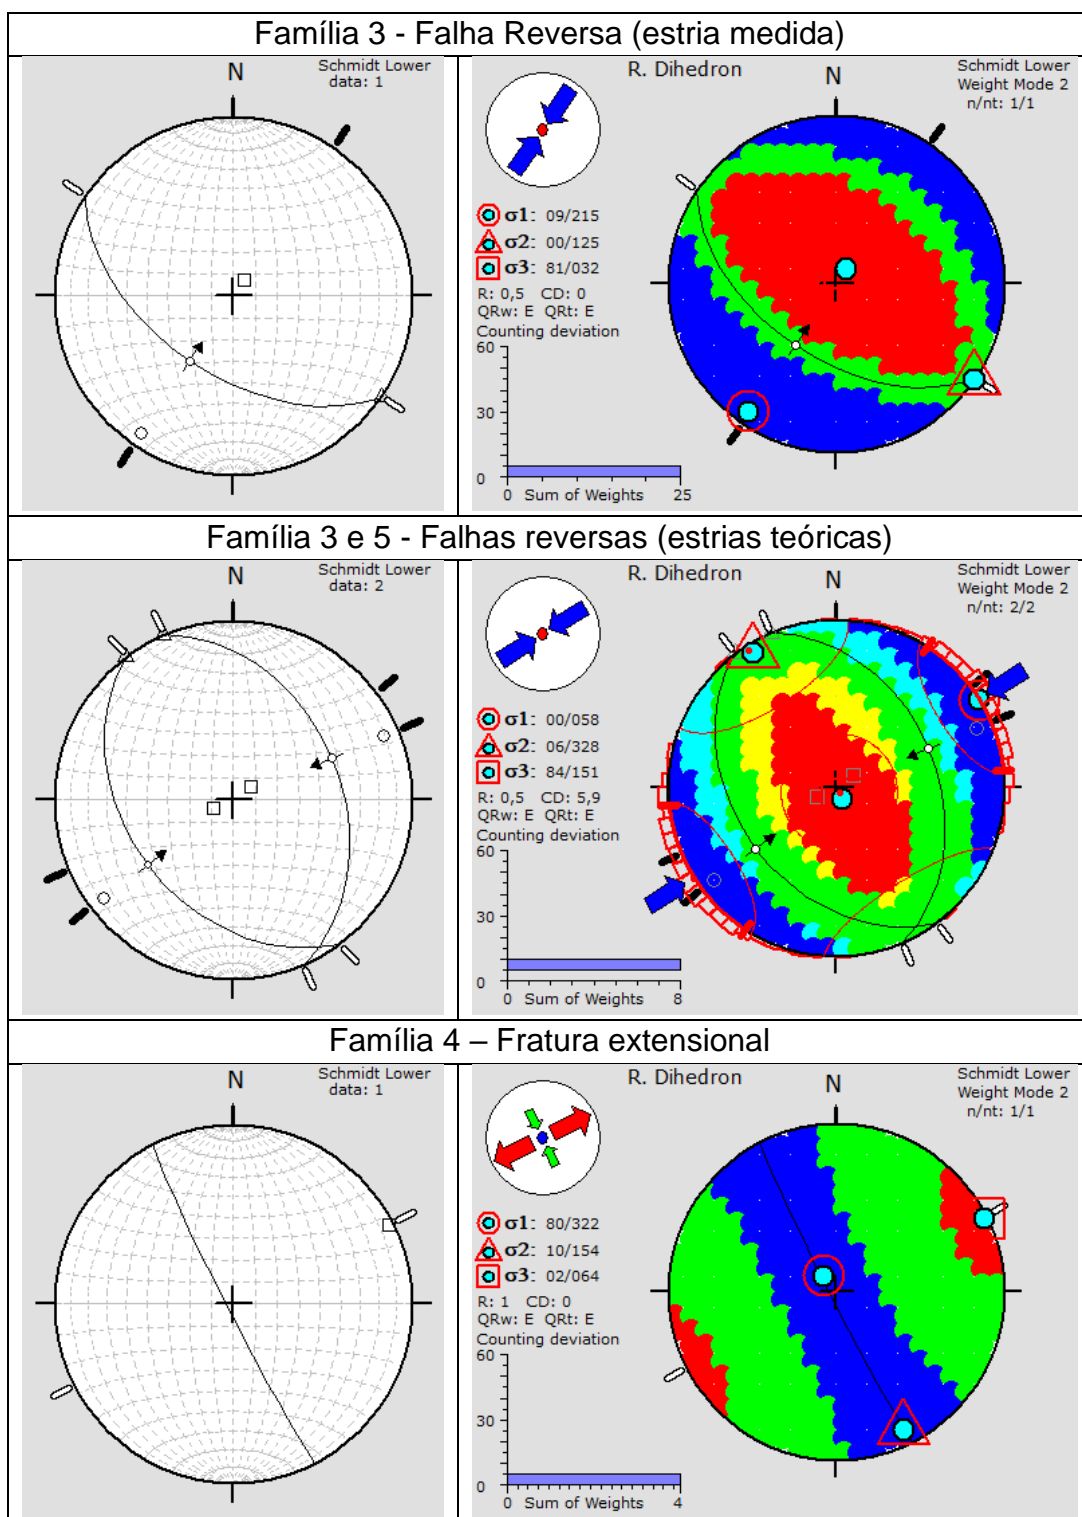 Família 3 - Falha Reversa (estria medida)
N
Schmidt Lower
data: 1
R. Dihedron
N
Schmidt Lower
Weight Mode 2
n/nt: 1/1
σ1: 09/215
σ2: 00/125
σ3: 81/032
R: 0,5 CD: 0
QRw: E QRt: E
Counting deviation
60
30
0
0 Sum of Weights 25
Família 3 e 5 - Falhas reversas (estrias teóricas)
N
Schmidt Lower
data: 2
R. Dihedron
N
Schmidt Lower
Weight Mode 2
n/nt: 2/2
σ1: 00/058
σ2: 06/328
σ3: 84/151
R: 0,5 CD: 5,9
QRw: E QRt: E
Counting deviation
60
30
0
0 Sum of Weights 8
Família 4 – Fratura extensional
N
Schmidt Lower
data: 1
R. Dihedron
N
Schmidt Lower
Weight Mode 2
n/nt: 1/1
σ1: 80/322
σ2: 10/154
σ3: 02/064
R: 1 CD: 0
QRw: E QRt: E
Counting deviation
60
30
0
0 Sum of Weights 4